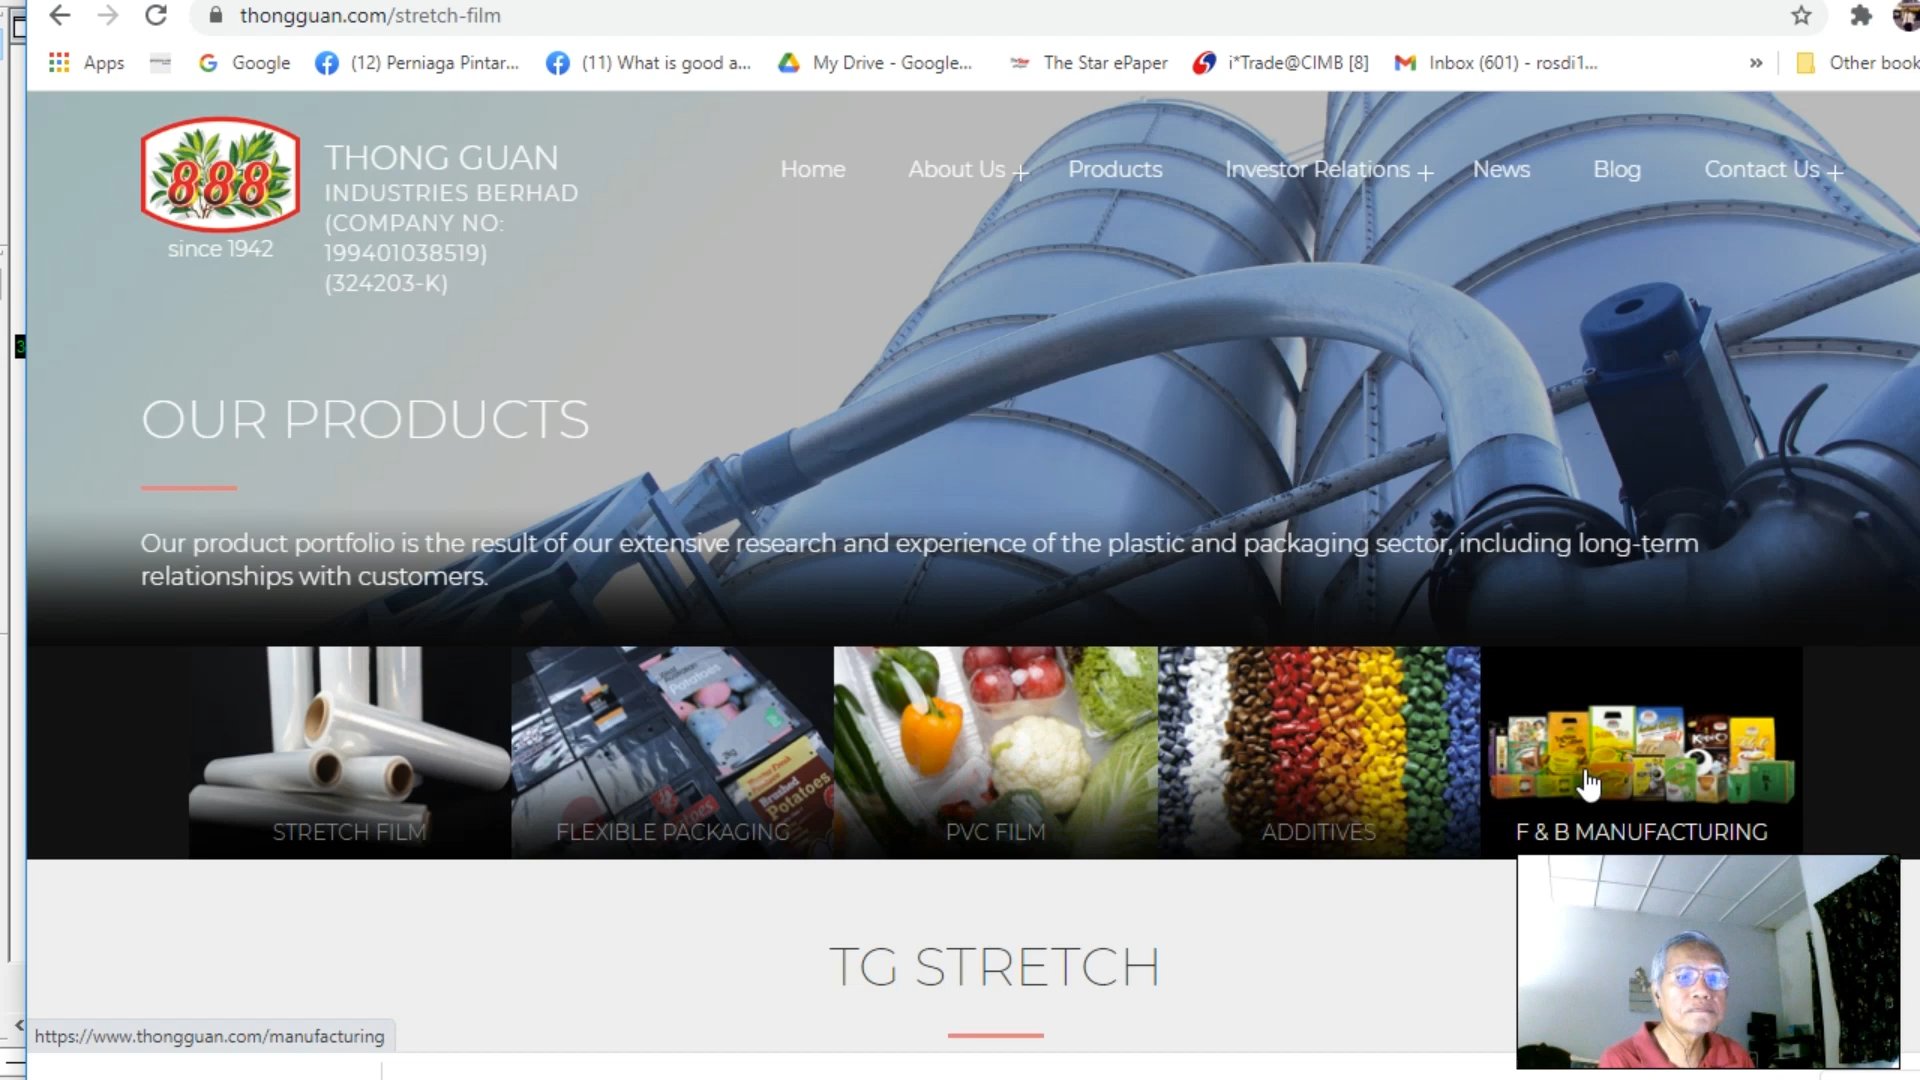 thongguan.com/stretch-film
Apps
Google
(12) Perniaga Pintar...
(11) What is good a...
My Drive - Google...
The Star ePaper
i*Trade@CIMB [8]
Inbox (601) - rosdi1...
»
Other book
888
since 1942
THONG GUAN
INDUSTRIES BERHAD
(COMPANY NO:
199401038519)
(324203-K)
Home
About Us +
Products
Investor Relations +
News
Blog
Contact Us +
OUR PRODUCTS
Our product portfolio is the result of our extensive research and experience of the plastic and packaging sector, including long-term
relationships with customers.
Potatoes
Brushed
Potatoes
STRETCH FILM
FLEXIBLE PACKAGING
PVC FILM
ADDITIVES
F & B MANUFACTURING
TG STRETCH
https://www.thongguan.com/manufacturing